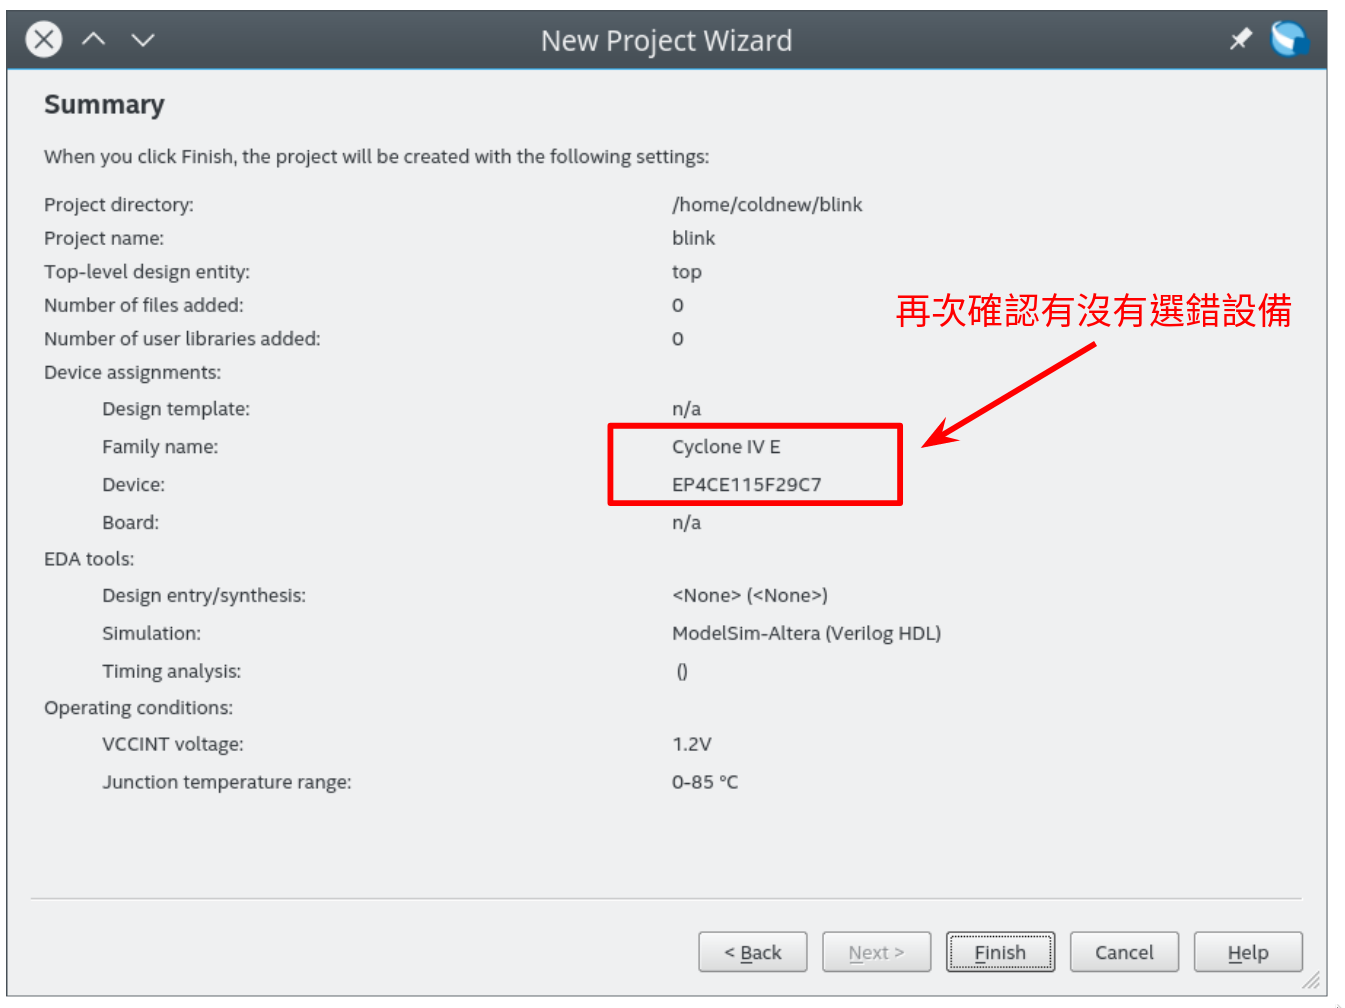 New Project Wizard
Summary
When you click Finish, the project will be created with the following settings:
Project directory: /home/coldnew/blink
Project name: blink
Top-level design entity: top
Number of files added: 0
Number of user libraries added: 0
再次確認有沒有選錯設備
Device assignments:
Design template: n/a
Family name: Cyclone IV E
Device: EP4CE115F29C7
Board: n/a
EDA tools:
Design entry/synthesis: <None> (<None>)
Simulation: ModelSim-Altera (Verilog HDL)
Timing analysis: ()
Operating conditions:
VCCINT voltage: 1.2V
Junction temperature range: 0-85 °C
< Back Next > Finish Cancel Help